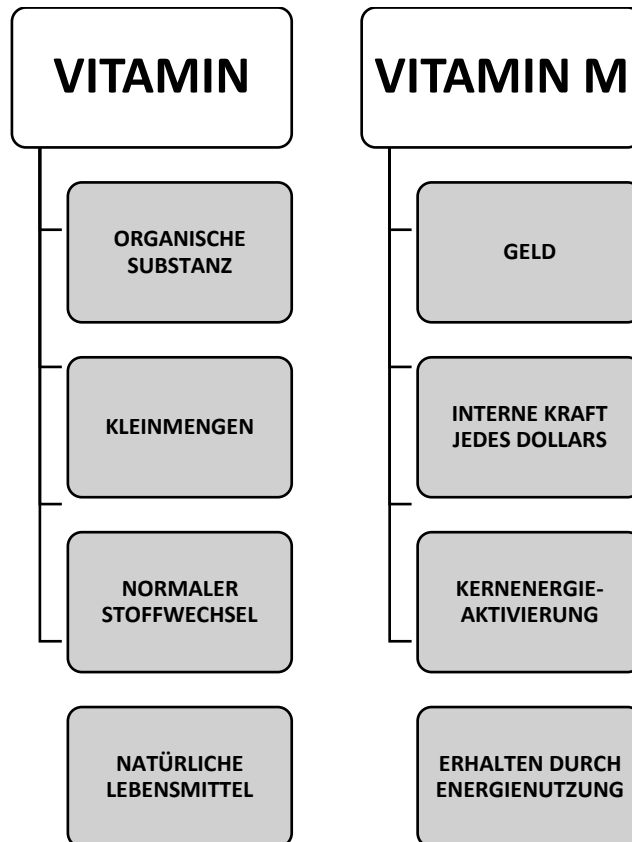 VITAMIN
ORGANISCHE
SUBSTANZ
KLEINMENGEN
NORMALER
STOFFWECHSEL
NATÜRLICHE
LEBENSMITTEL
VITAMIN M
GELD
INTERNE KRAFT
JEDES DOLLARS
KERNENERGIE-
AKTIVIERUNG
ERHALTEN DURCH
ENERGIENUTZUNG